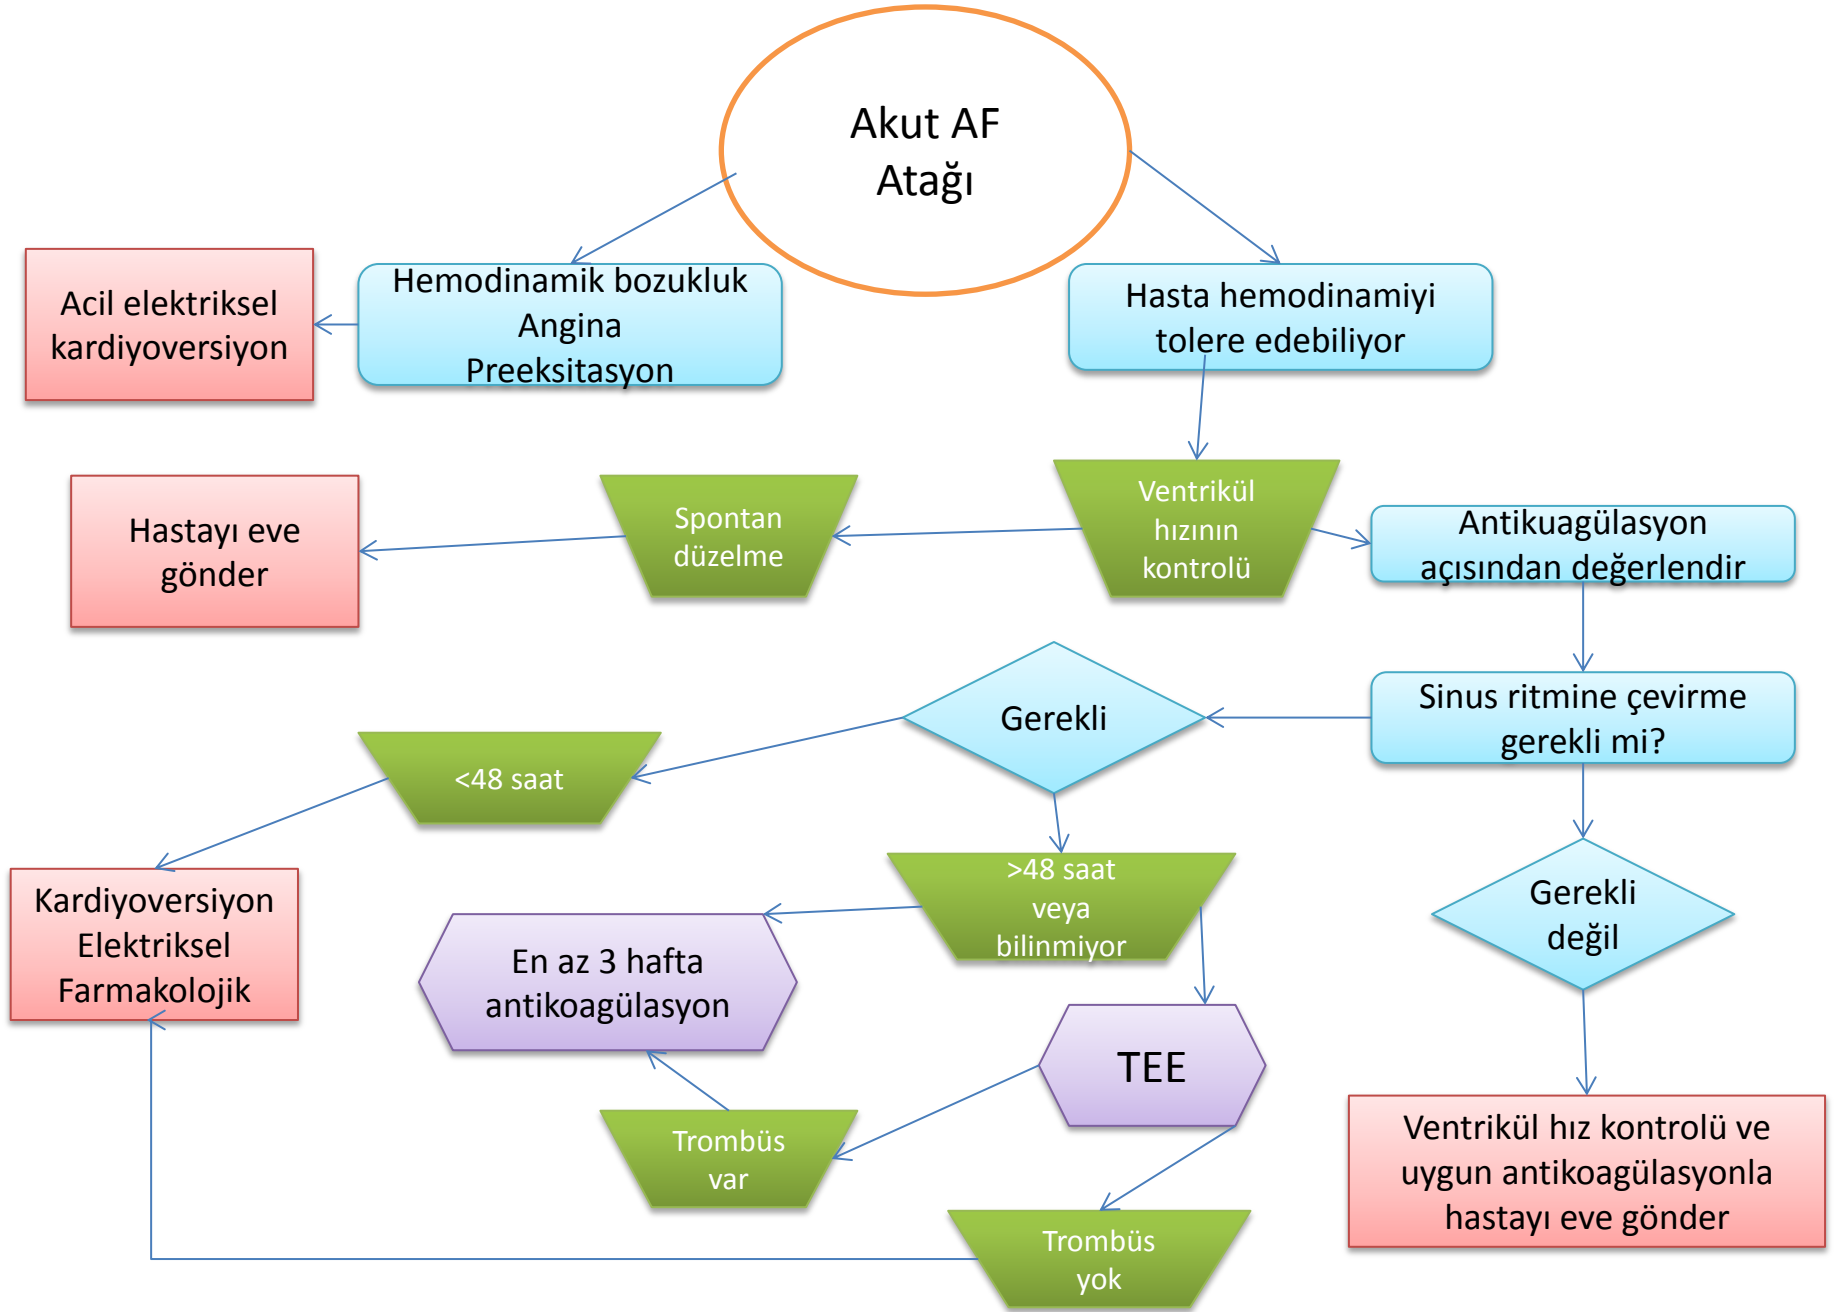 Akut AF
Atağı
Acil elektriksel
kardiyoversiyon
Hemodinamik bozukluk
Angina
Preeksitasyon
Hasta hemodinamiyi
tolere edebiliyor
Hastayı eve
gönder
Spontan
düzelme
Ventrikül
hızının
kontrolü
Antikuagülasyon
açısından değerlendir
Gerekli
Sinus ritmine çevirme
gerekli mi?
<48 saat
>48 saat
veya
bilinmiyor
Gerekli
değil
Kardiyoversiyon
Elektriksel
Farmakolojik
En az 3 hafta
antikoagülasyon
TEE
Trombüs
var
Ventrikül hız kontrolü ve
uygun antikoagülasyonla
hastayı eve gönder
Trombüs
yok